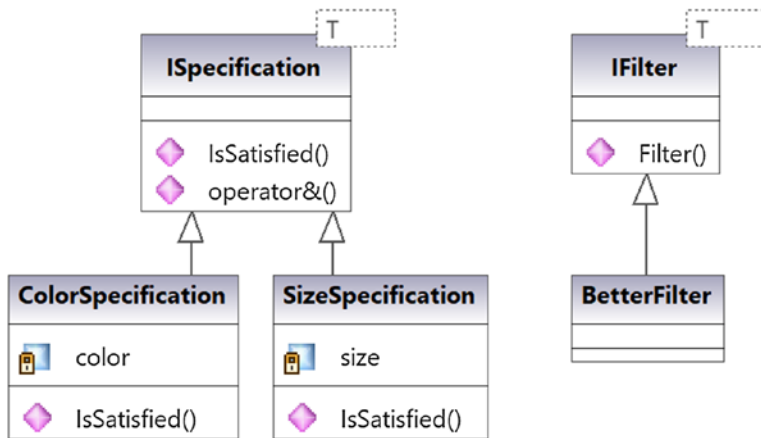 T
ISpecification
IsSatisfied()
operator&()
T
IFilter
Filter()
ColorSpecification
color
IsSatisfied()
SizeSpecification
size
IsSatisfied()
BetterFilter